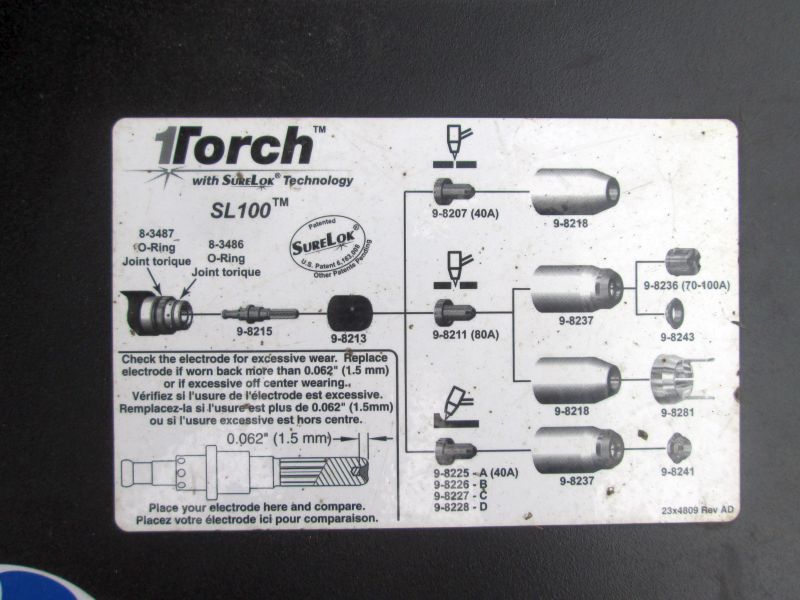 1Torch™
with SureLok® Technology
SL100™
8-3487
O-Ring
Joint torique
8-3486
O-Ring
Joint torique
Patented
SureLok®
U.S. Patent 6,163,008
Other Patents Pending
9-8215
9-8213
9-8207 (40A)
9-8218
9-8211 (80A)
9-8237
9-8236 (70-100A)
9-8243
9-8218
9-8281
9-8225 - A (40A)
9-8226 - B
9-8227 - C
9-8228 - D
9-8237
9-8241
Check the electrode for excessive wear. Replace
electrode if worn back more than 0.062" (1.5 mm)
or if excessive off center wearing..
Vérifiez si l'usure de l'électrode est excessive.
Remplacez-la si l'usure est plus de 0.062" (1.5mm)
ou si l'usure excessive est hors centre.
0.062" (1.5 mm)
Place your electrode here and compare.
Placez votre électrode ici pour comparaison.
23x4809 Rev AD